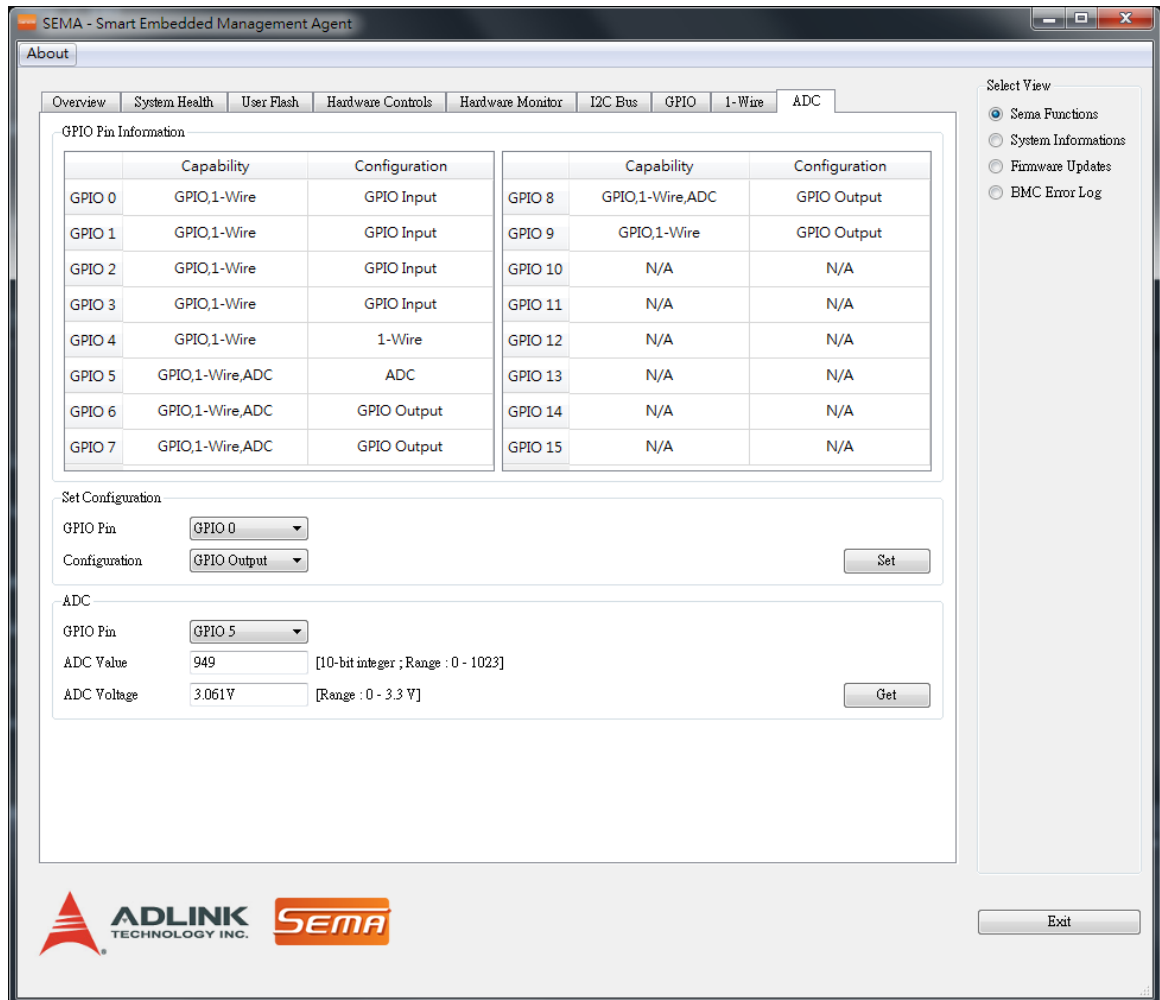 SEMA - Smart Embedded Management Agent
About
Overview System Health User Flash Hardware Controls Hardware Monitor I2C Bus GPIO 1-Wire ADC
GPIO Pin Information
Capability Configuration Capability Configuration
GPIO 0 GPIO,1-Wire GPIO Input GPIO 8 GPIO,1-Wire,ADC GPIO Output
GPIO 1 GPIO,1-Wire GPIO Input GPIO 9 GPIO,1-Wire GPIO Output
GPIO 2 GPIO,1-Wire GPIO Input GPIO 10 N/A N/A
GPIO 3 GPIO,1-Wire GPIO Input GPIO 11 N/A N/A
GPIO 4 GPIO,1-Wire 1-Wire GPIO 12 N/A N/A
GPIO 5 GPIO,1-Wire,ADC ADC GPIO 13 N/A N/A
GPIO 6 GPIO,1-Wire,ADC GPIO Output GPIO 14 N/A N/A
GPIO 7 GPIO,1-Wire,ADC GPIO Output GPIO 15 N/A N/A
Set Configuration
GPIO Pin GPIO 0
Configuration GPIO Output Set
ADC
GPIO Pin GPIO 5
ADC Value 949 [10-bit integer ; Range : 0 - 1023]
ADC Voltage 3.061V [Range : 0 - 3.3 V] Get
Select View
Sema Functions
System Informations
Firmware Updates
BMC Error Log
ADLINK
TECHNOLOGY INC.
SEMA
Exit